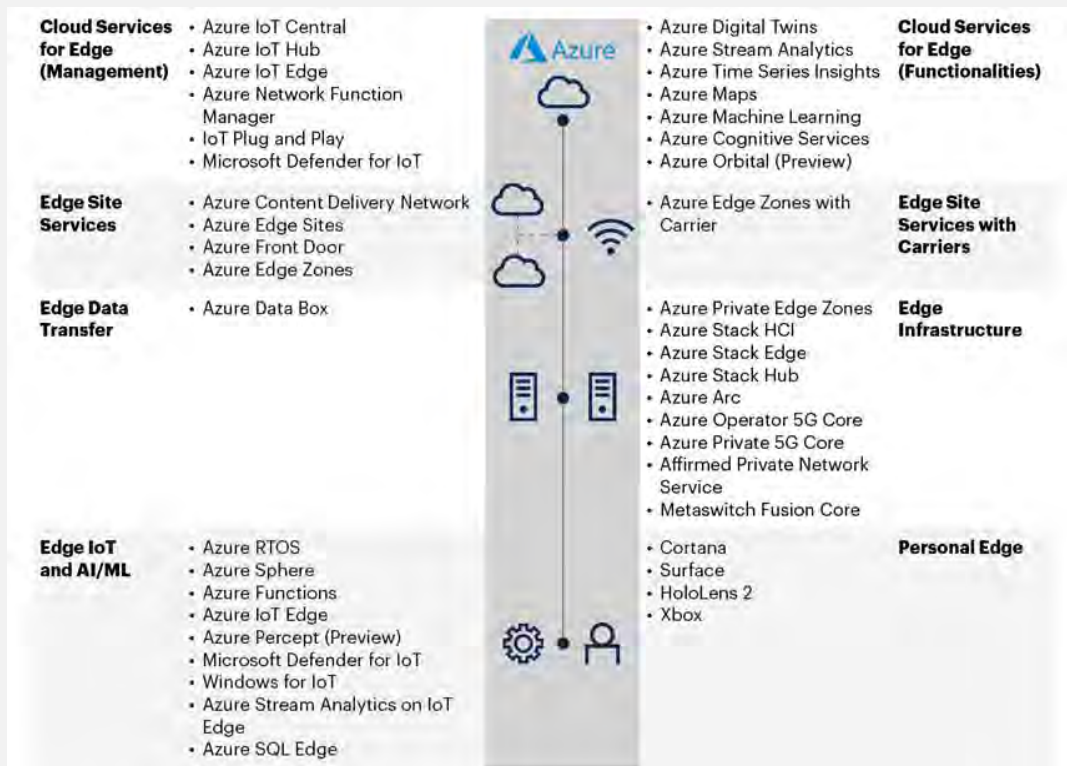 Cloud Services
for Edge
(Management)
• Azure IoT Central
• Azure IoT Hub
• Azure IoT Edge
• Azure Network Function
Manager
• IoT Plug and Play
• Microsoft Defender for IoT
Azure
• Azure Digital Twins
• Azure Stream Analytics
• Azure Time Series Insights
• Azure Maps
• Azure Machine Learning
• Azure Cognitive Services
• Azure Orbital (Preview)
Cloud Services
for Edge
(Functionalities)
Edge Site
Services
• Azure Content Delivery Network
• Azure Edge Sites
• Azure Front Door
• Azure Edge Zones
• Azure Edge Zones with
Carrier
Edge Site
Services with
Carriers
Edge Data
Transfer
• Azure Data Box
• Azure Private Edge Zones
• Azure Stack HCI
• Azure Stack Edge
• Azure Stack Hub
• Azure Arc
• Azure Operator 5G Core
• Azure Private 5G Core
• Affirmed Private Network
Service
• Metaswitch Fusion Core
Edge
Infrastructure
Edge IoT
and AI/ML
• Azure RTOS
• Azure Sphere
• Azure Functions
• Azure IoT Edge
• Azure Percept (Preview)
• Microsoft Defender for IoT
• Windows for IoT
• Azure Stream Analytics on IoT
Edge
• Azure SQL Edge
• Cortana
• Surface
• HoloLens 2
• Xbox
Personal Edge